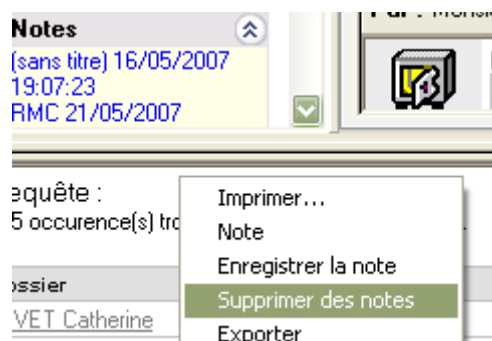 Notes
(sans titre) 16/05/2007
19:07:23
RMC 21/05/2007
equête :
5 occurence(s)
Imprimer...
Note
Enregistrer la note
ossier
Supprimer des notes
VET Catherine
Exporter